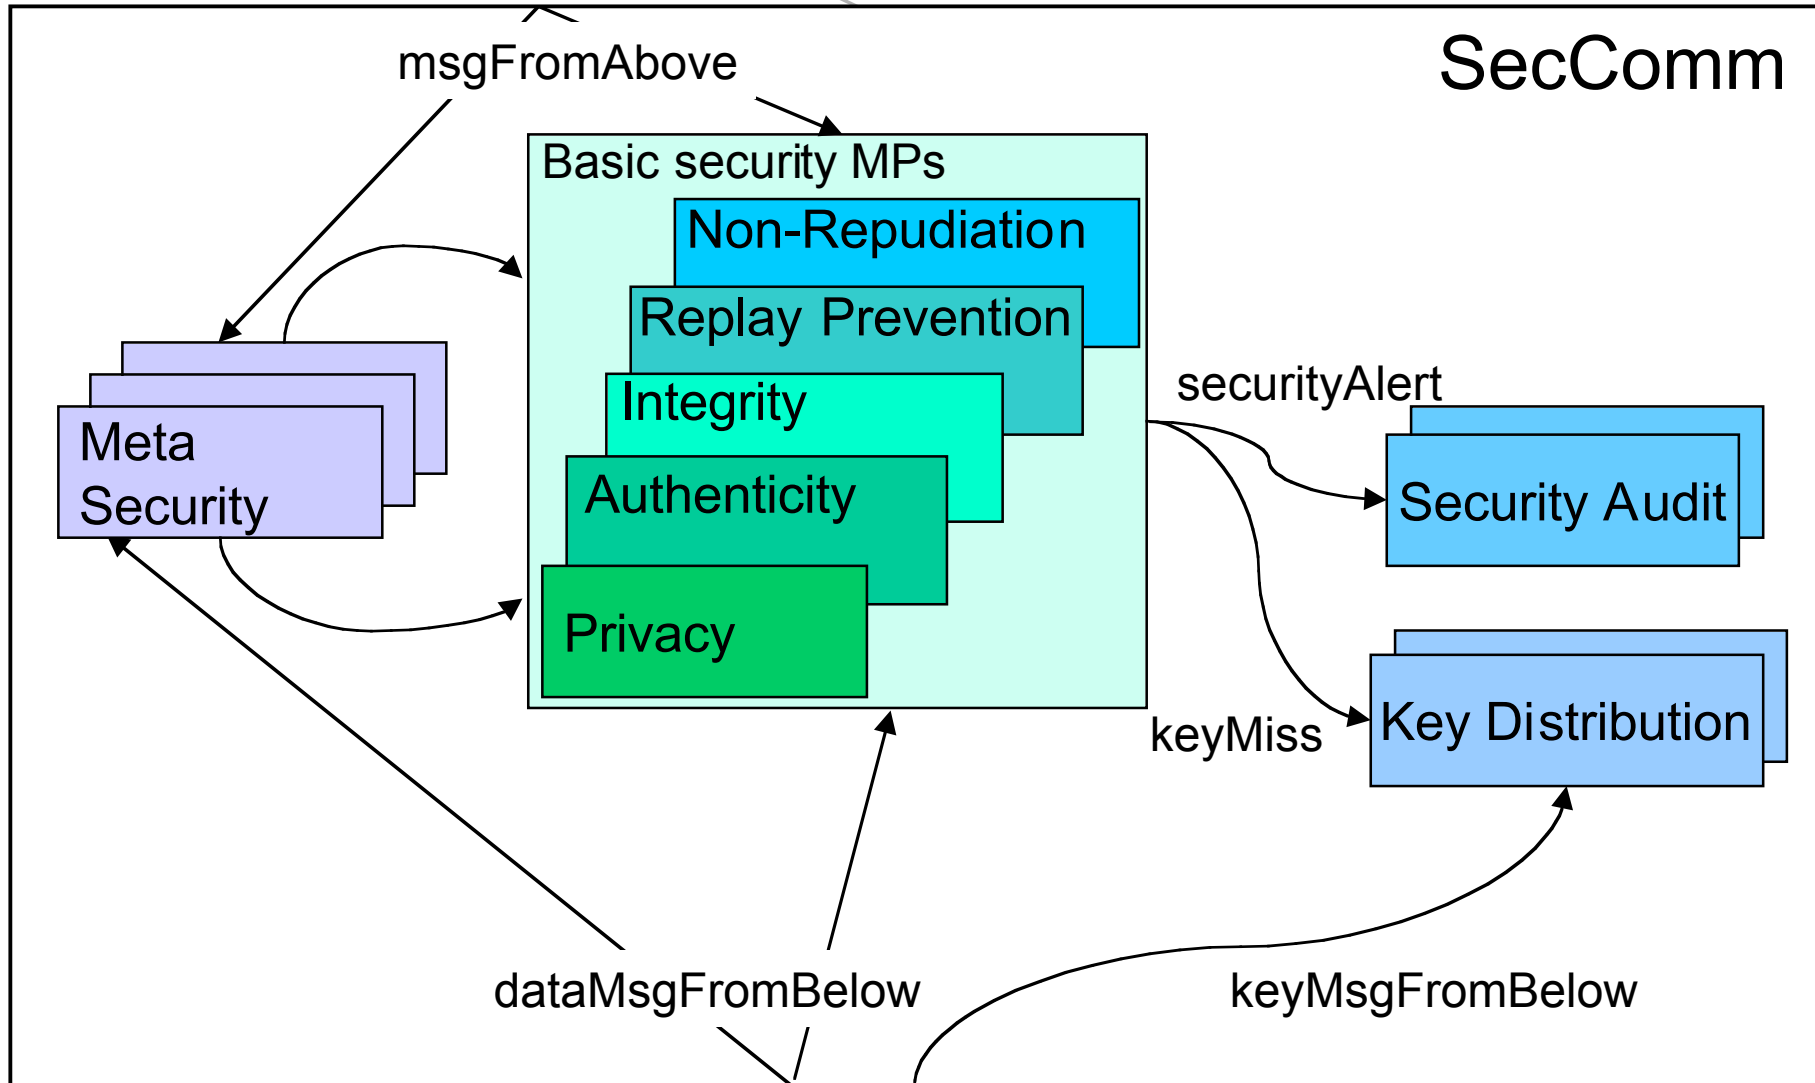 SecComm
msgFromAbove
Basic security MPs
Non-Repudiation
Replay Prevention
Integrity
Authenticity
Privacy
Meta
Security
securityAlert
Security Audit
keyMiss
Key Distribution
dataMsgFromBelow
keyMsgFromBelow